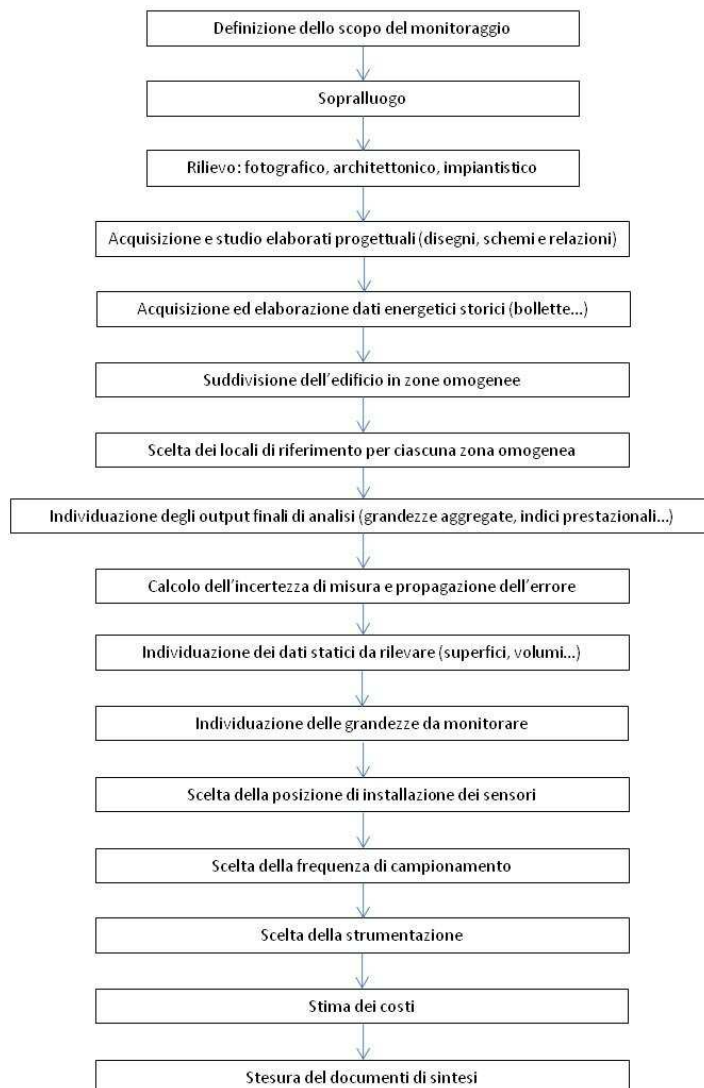 Definizione dello scopo del monitoraggio
Sopralluogo
Rilievo: fotografico, architettonico, impiantistico
Acquisizione e studio elaborati progettuali (disegni, schemi e relazioni)
Acquisizione ed elaborazione dati energetici storici (bollette...)
Suddivisione dell'edificio in zone omogenee
Scelta dei locali di riferimento per ciascuna zona omogenea
Individuazione degli output finali di analisi (grandezze aggregate, indici prestazionali...)
Calcolo dell'incertezza di misura e propagazione dell'errore
Individuazione dei dati statici da rilevare (superfici, volumi...)
Individuazione delle grandezze da monitorare
Scelta della posizione di installazione dei sensori
Scelta della frequenza di campionamento
Scelta della strumentazione
Stima dei costi
Stesura del documenti di sintesi